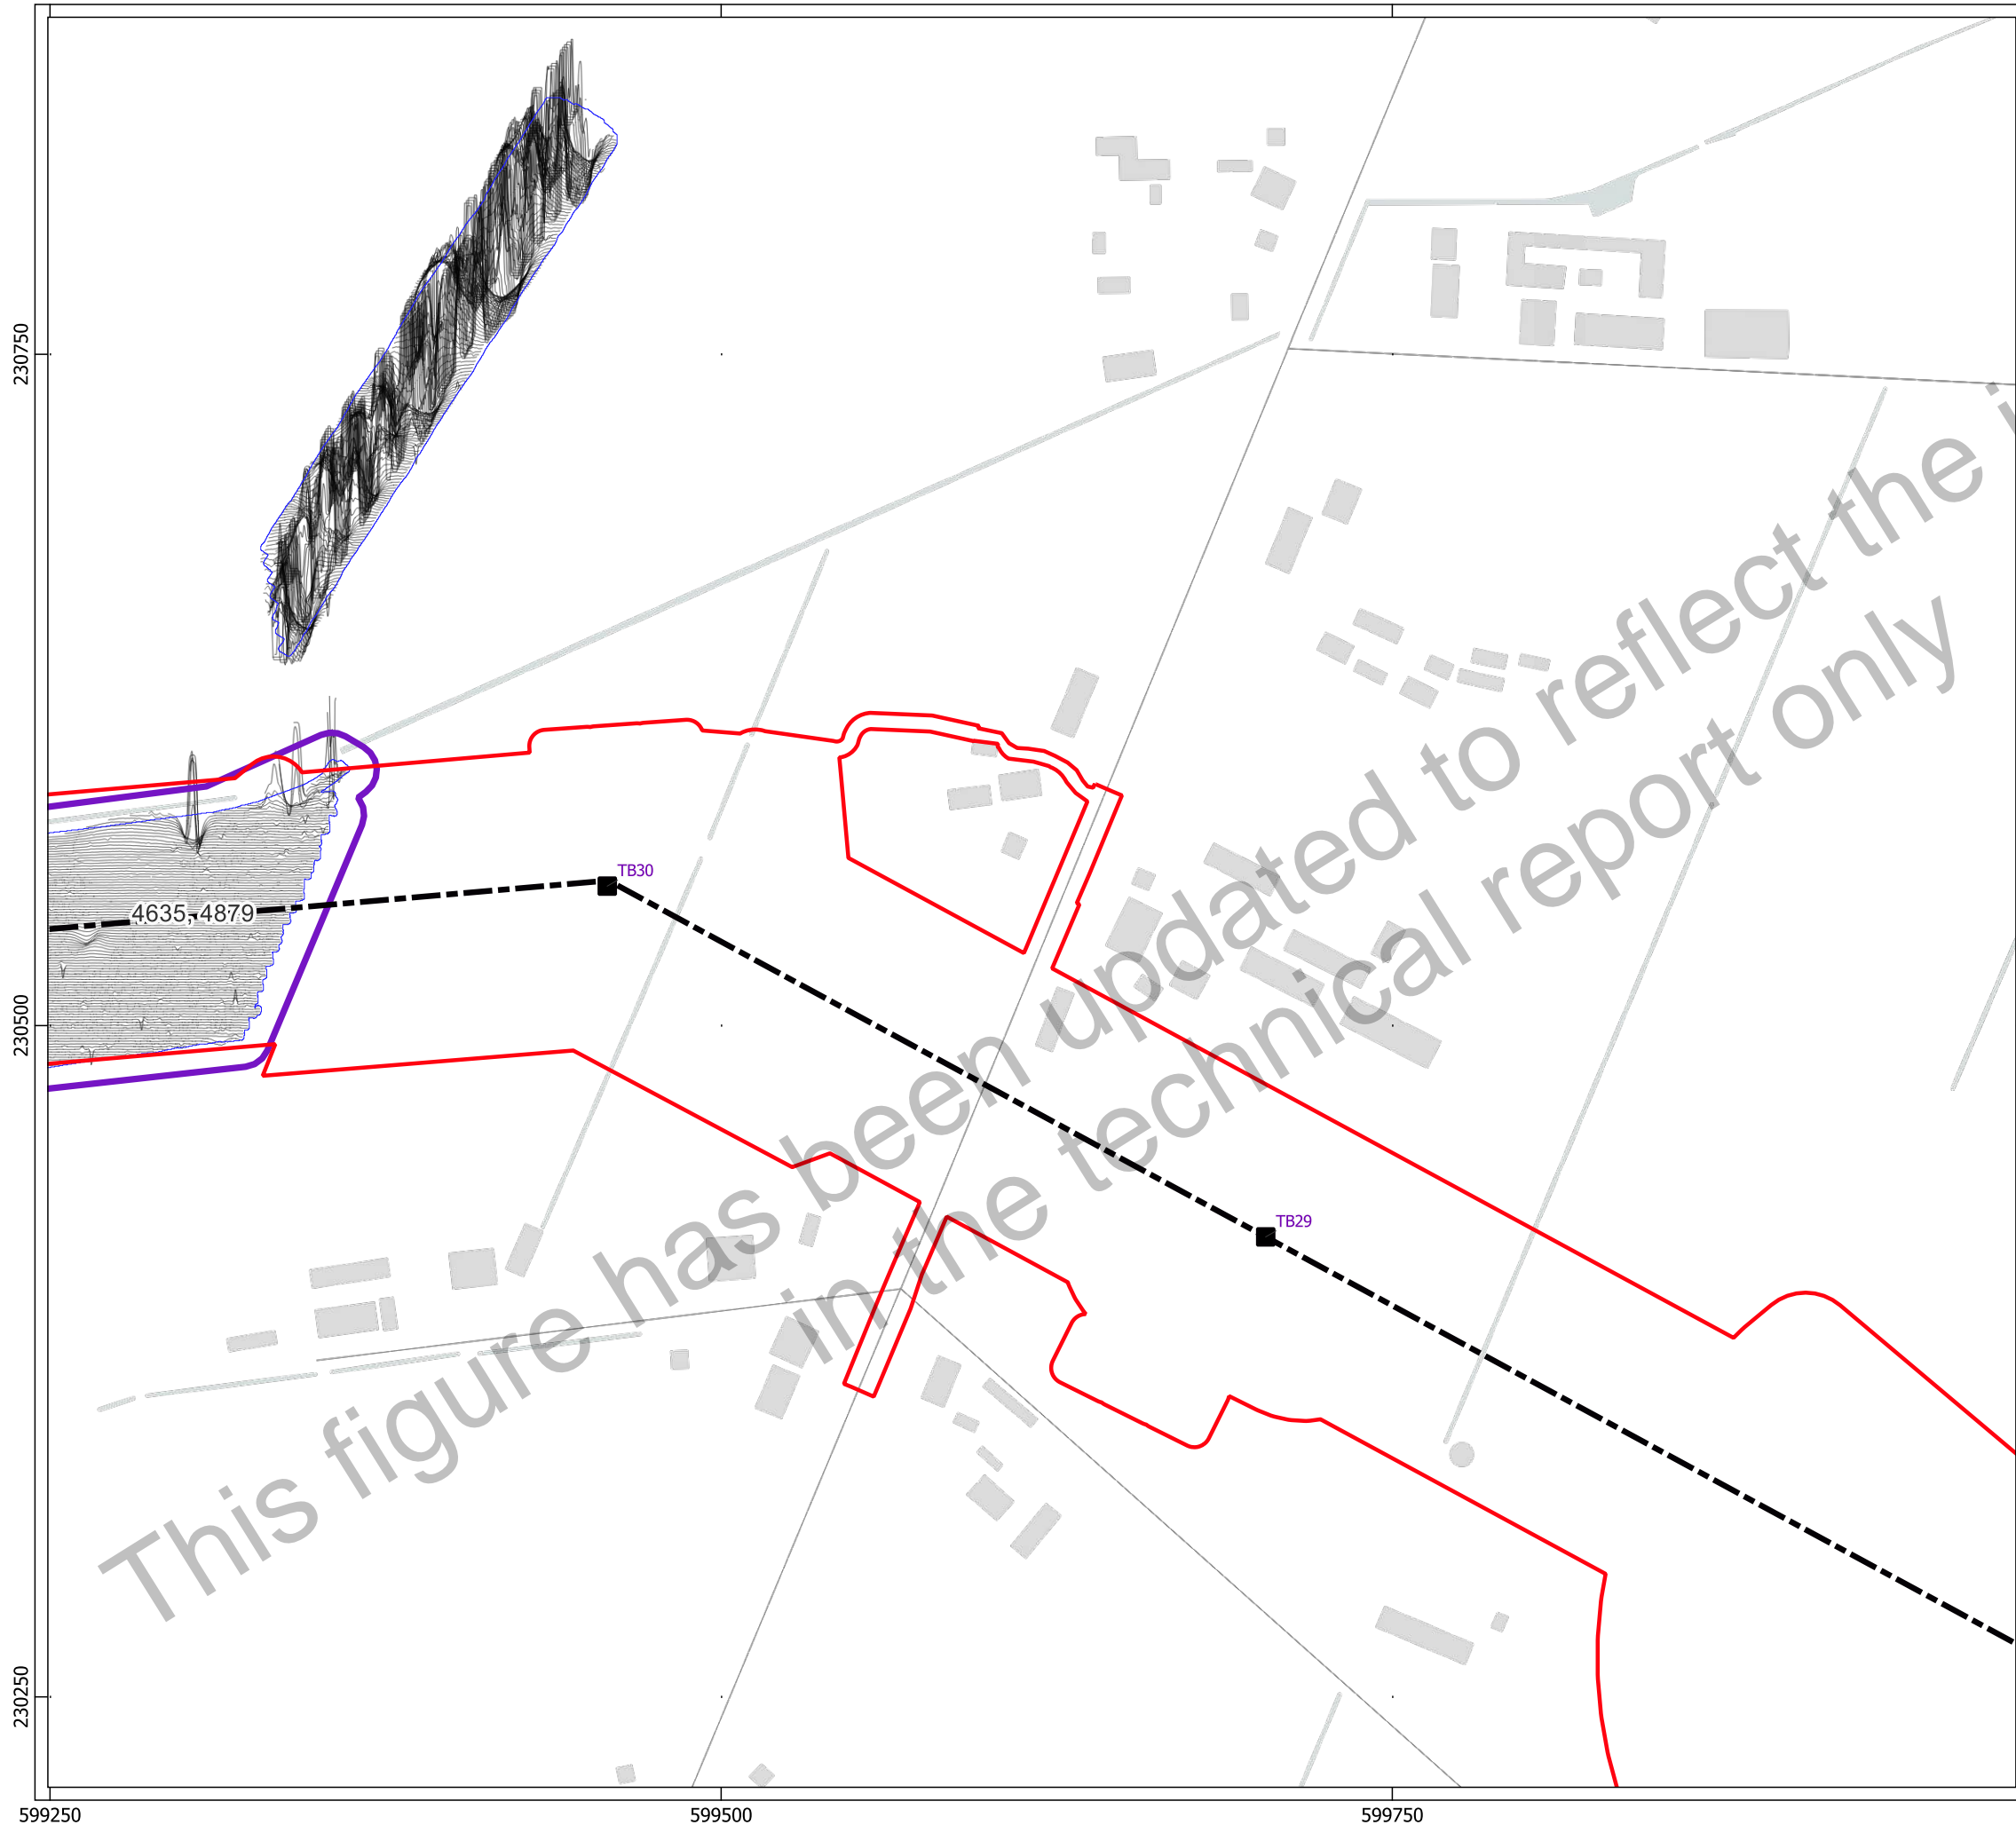 230750
TB30
4635, 4879
230500
TB29
230250
599250
599500
599750
This figure has been updated to reflect the
in the technical report only